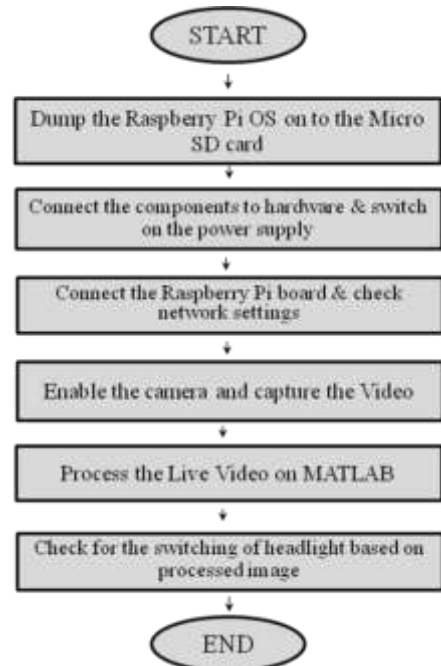 START
Dump the Raspberry Pi OS on to the Micro
SD card
Connect the components to hardware & switch
on the power supply
Connect the Raspberry Pi board & check
network settings
Enable the camera and capture the Video
Process the Live Video on MATLAB
Check for the switching of headlight based on
processed image
END